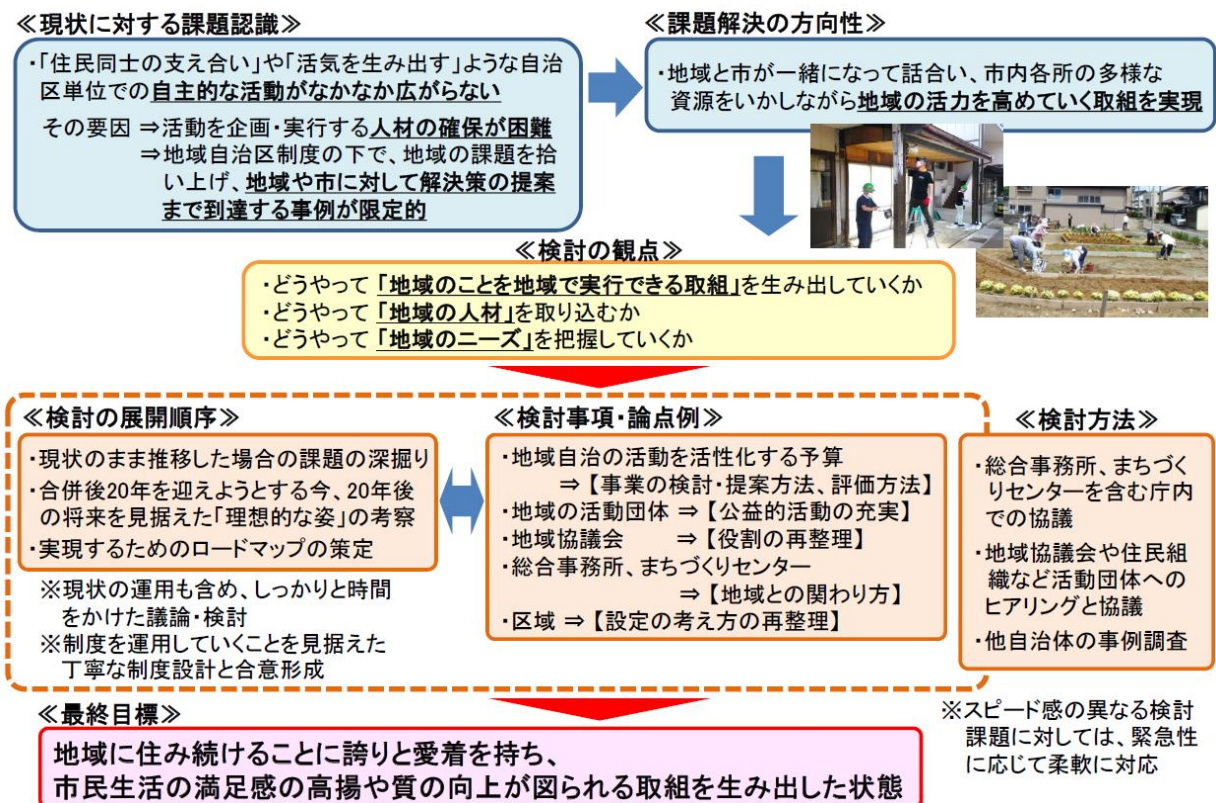 ≪現状に対する課題認識≫
・「住民同士の支え合い」や「活気を生み出す」ような自治
区単位での自主的な活動がなかなか広がらない
その要因 ⇒活動を企画・実行する人材の確保が困難
⇒地域自治区制度の下で、地域の課題を拾
い上げ、地域や市に対して解決策の提案
まで到達する事例が限定的
≪課題解決の方向性≫
・地域と市が一緒になって話合い、市内各所の多様な
資源をいかしながら地域の活力を高めていく取組を実現
≪検討の観点≫
・どうやって「地域のことを地域で実行できる取組」を生み出していくか
・どうやって「地域の人材」を取り込むか
・どうやって「地域のニーズ」を把握していくか
≪検討の展開順序≫
・現状のまま推移した場合の課題の深掘り
・合併後20年を迎えようとする今、20年後
の将来を見据えた「理想的な姿」の考察
・実現するためのロードマップの策定
※現状の運用も含め、しっかりと時間
をかけた議論・検討
※制度を運用していくことを見据えた
丁寧な制度設計と合意形成
≪検討事項・論点例≫
・地域自治の活動を活性化する予算
⇒【事業の検討・提案方法、評価方法】
・地域の活動団体 ⇒【公益的活動の充実】
・地域協議会 ⇒【役割の再整理】
・総合事務所、まちづくりセンター
⇒【地域との関わり方】
・区域 ⇒【設定の考え方の再整理】
≪検討方法≫
・総合事務所、まちづく
りセンターを含む庁内
での協議
・地域協議会や住民組
織など活動団体への
ヒアリングと協議
・他自治体の事例調査
※スピード感の異なる検討
課題に対しては、緊急性
に応じて柔軟に対応
≪最終目標≫
地域に住み続けることに誇りと愛着を持ち、
市民生活の満足感の高揚や質の向上が図られる取組を生み出した状態